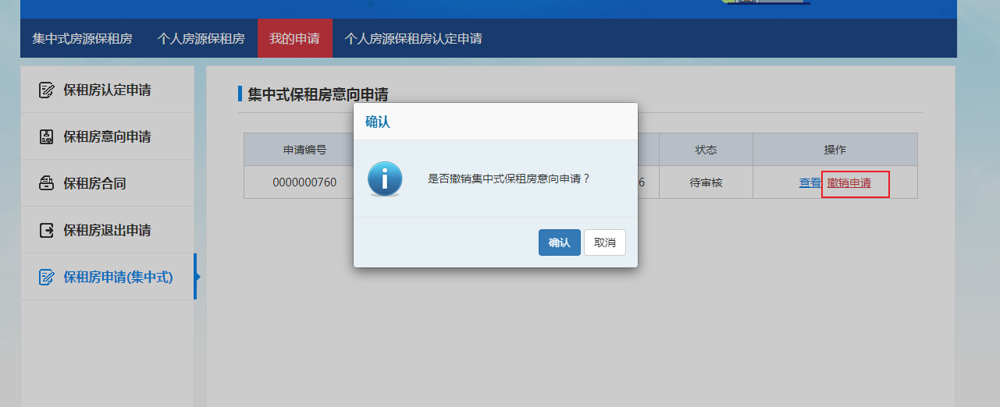 集中式房源保租房 个人房源保租房 我的申请 个人房源保租房认定申请
保租房认定申请
保租房意向申请
保租房合同
保租房退出申请
保租房申请(集中式)
集中式保租房意向申请
申请编号 状态 操作
0000000760 6 待审核 查看 撤销申请
确认
是否撤销集中式保租房意向申请？
确认 取消